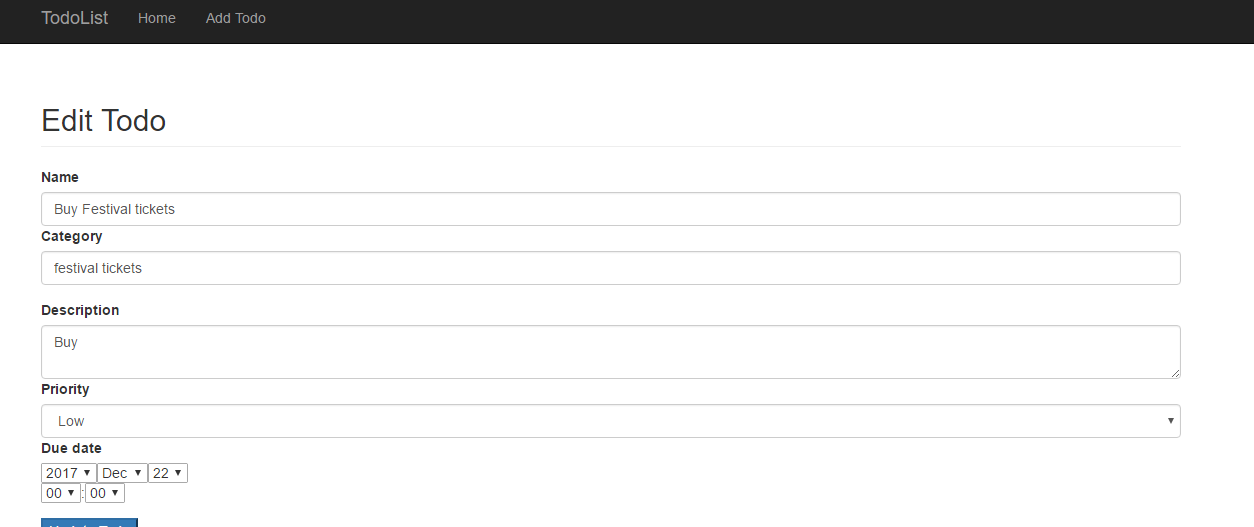 TodoList Home Add Todo
Edit Todo
Name
Buy Festival tickets
Category
festival tickets
Description
Buy
Priority
Low
Due date
2017 Dec 22
00:00